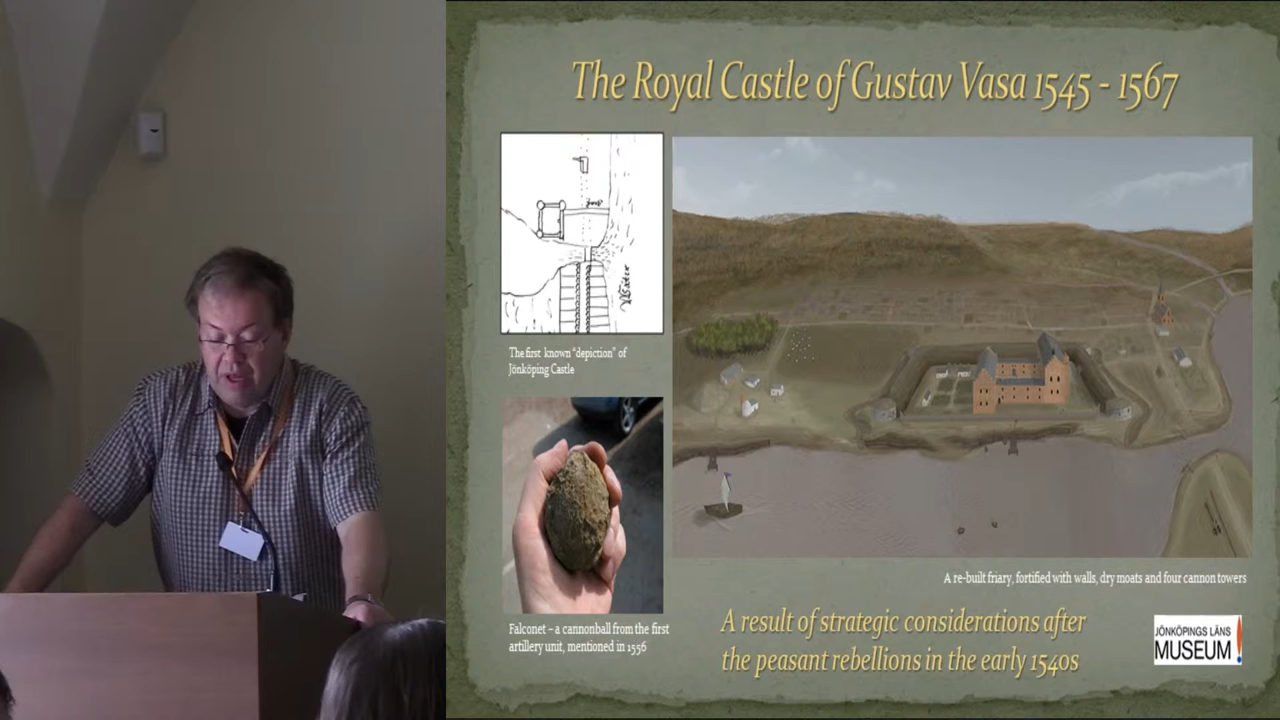 The Royal Castle of Gustav Vasa 1545 - 1567
The first known "depiction" of
Jönköping Castle
Falconet – a cannonball from the first
artillery unit, mentioned in 1556
A re-built friary, fortified with walls, dry moats and four cannon towers
A result of strategic considerations after
the peasant rebellions in the early 1540s
JÖNKÖPINGS LÄNS
MUSEUM